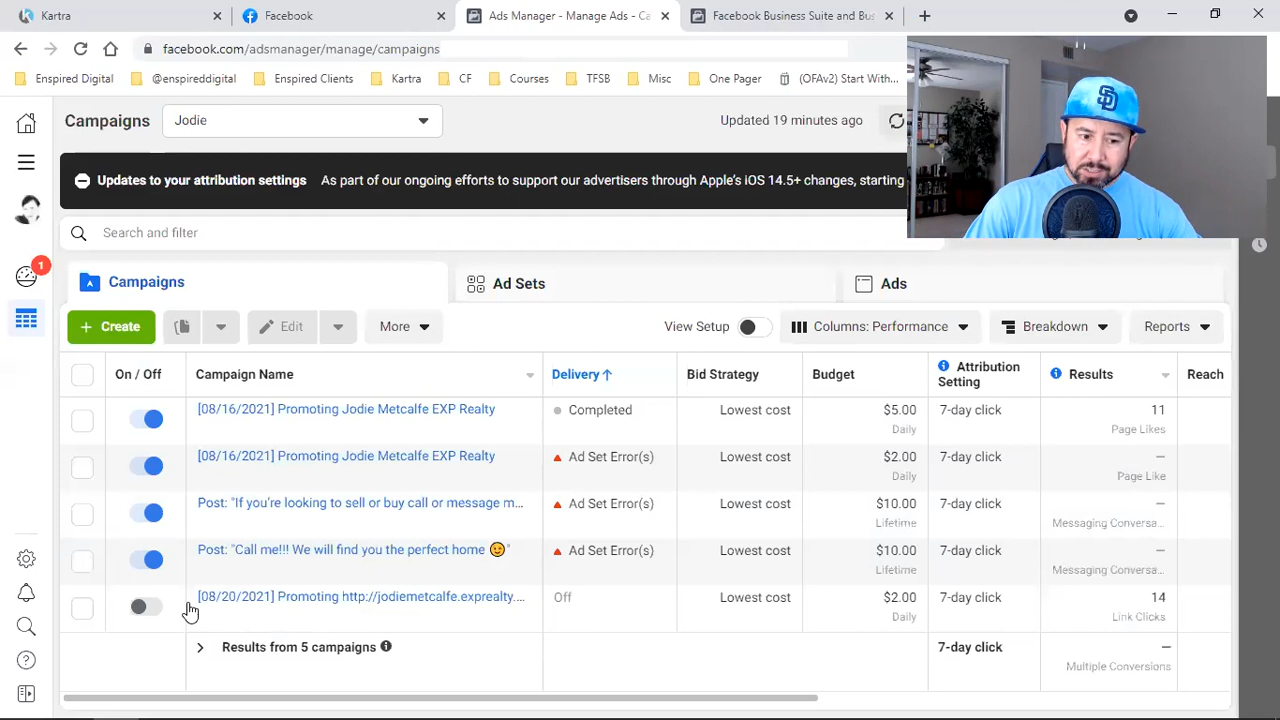 Kartra
Facebook
Ads Manager - Manage Ads - Ca
Facebook Business Suite and Bus
facebook.com/adsmanager/manage/campaigns
Enspired Digital
@enspireddigital
Enspired Clients
Kartra
CF
Courses
TFSB
Misc
One Pager
(OFAv2) Start With...
SD
Campaigns
Jodie
Updated 19 minutes ago
Updates to your attribution settings As part of our ongoing efforts to support our advertisers through Apple's iOS 14.5+ changes, starting
Search and filter
1
Campaigns
Ad Sets
Ads
+ Create
Edit
More
View Setup
Columns: Performance
Breakdown
Reports
On / Off
Campaign Name
Delivery ↑
Bid Strategy
Budget
Attribution
Setting
Results
Reach
[08/16/2021] Promoting Jodie Metcalfe EXP Realty
Completed
Lowest cost
$5.00
Daily
7-day click
11
Page Likes
[08/16/2021] Promoting Jodie Metcalfe EXP Realty
Ad Set Error(s)
Lowest cost
$2.00
Daily
7-day click
—
Page Like
Post: "If you're looking to sell or buy call or message m...
Ad Set Error(s)
Lowest cost
$10.00
Lifetime
7-day click
—
Messaging Conversa...
Post: "Call me!!! We will find you the perfect home 😉"
Ad Set Error(s)
Lowest cost
$10.00
Lifetime
7-day click
—
Messaging Conversa...
[08/20/2021] Promoting http://jodiemetcalfe.exprealty....
Off
Lowest cost
$2.00
Daily
7-day click
14
Link Clicks
Results from 5 campaigns
7-day click
—
Multiple Conversions